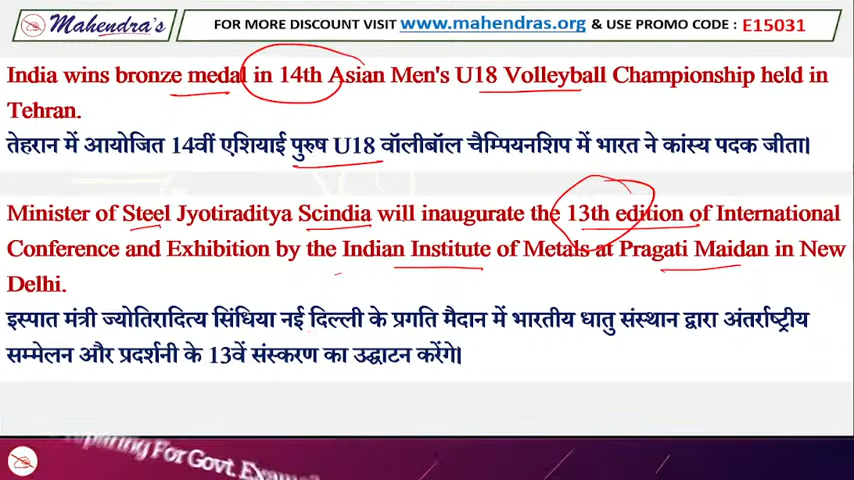 Mahendra's
FOR MORE DISCOUNT VISIT www.mahendras.org & USE PROMO CODE : E15031
India wins bronze medal in 14th Asian Men's U18 Volleyball Championship held in
Tehran.
तेहरान में आयोजित 14वीं एशियाई पुरुष U18 वॉलीबॉल चैम्पियनशिप में भारत ने कांस्य पदक जीता।
Minister of Steel Jyotiraditya Scindia will inaugurate the 13th edition of International
Conference and Exhibition by the Indian Institute of Metals at Pragati Maidan in New
Delhi.
इस्पात मंत्री ज्योतिरादित्य सिंधिया नई दिल्ली के प्रगति मैदान में भारतीय धातु संस्थान द्वारा अंतर्राष्ट्रीय
सम्मेलन और प्रदर्शनी के 13वें संस्करण का उद्घाटन करेंगे।
For Govt.